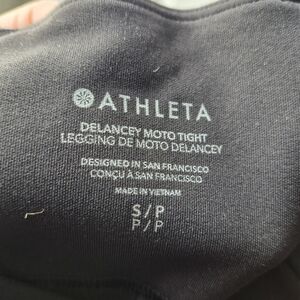 ATHLETA
DELANCEY MOTO TIGHT
LEGGING DE MOTO DELANCEY
DESIGNED IN SAN FRANCISCO
CONÇU À SAN FRANCISCO
MADE IN VIETNAM
S/P
P/P